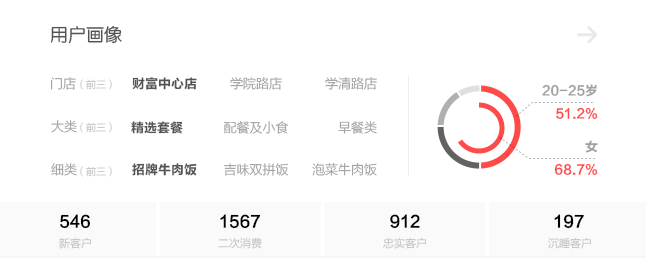 用户画像
门店（前三） 财富中心店 学院路店 学清路店
大类（前三） 精选套餐 配餐及小食 早餐类
细类（前三） 招牌牛肉饭 吉味双拼饭 泡菜牛肉饭
20-25岁
51.2%
女
68.7%
546 1567 912 197
新客户 二次消费 忠实客户 沉睡客户